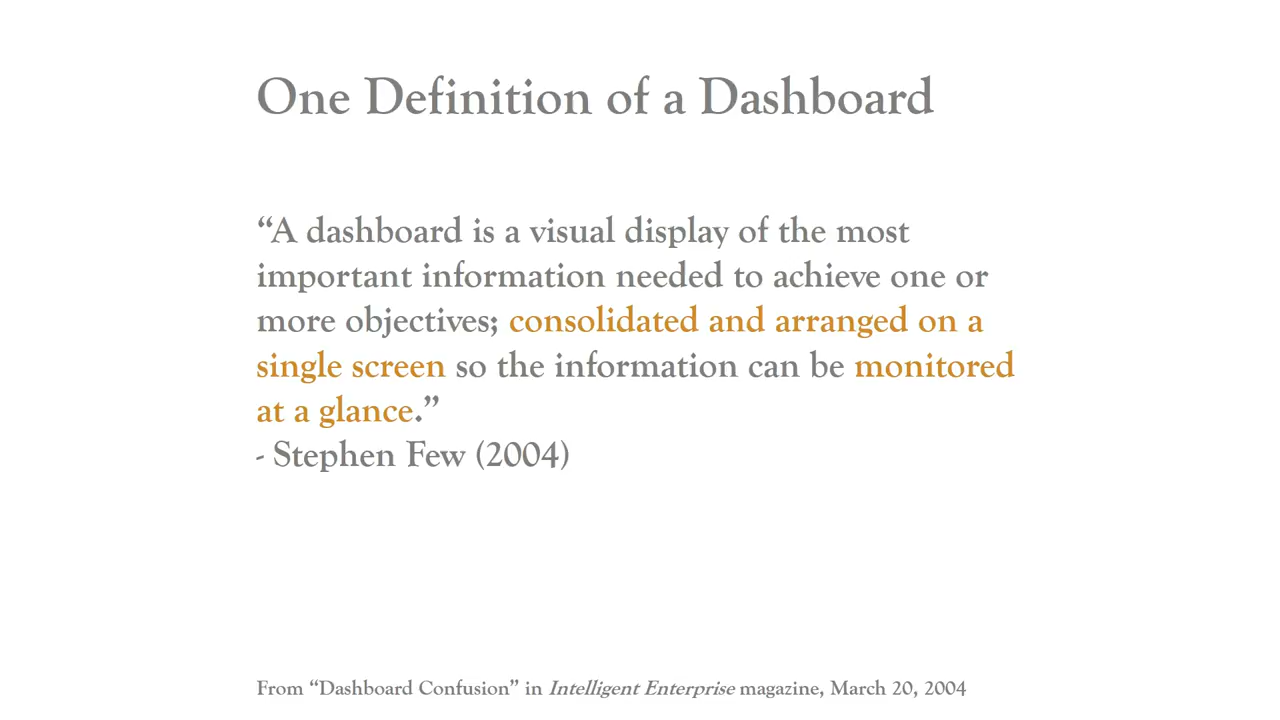 One Definition of a Dashboard
“A dashboard is a visual display of the most
important information needed to achieve one or
more objectives; consolidated and arranged on a
single screen so the information can be monitored
at a glance.”
- Stephen Few (2004)
From “Dashboard Confusion” in Intelligent Enterprise magazine, March 20, 2004